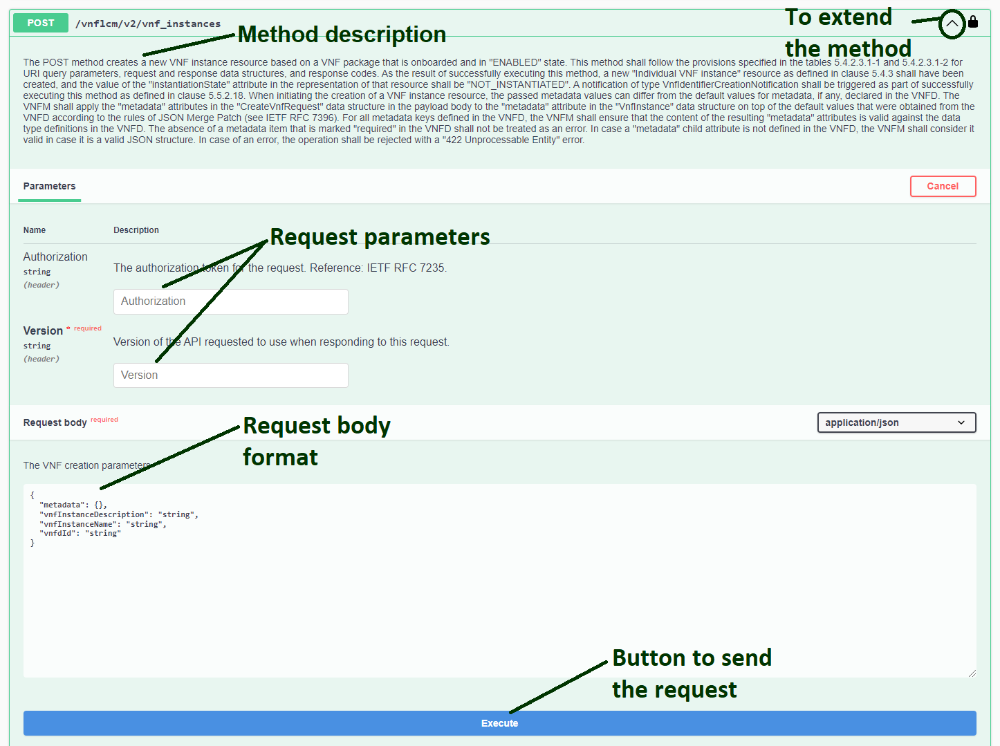 POST /vnflcm/v2/vnf_instances
Method description
To extend
the method
The POST method creates a new VNF instance resource based on a VNF package that is onboarded and in "ENABLED" state. This method shall follow the provisions specified in the tables 5.4.2.3.1-1 and 5.4.2.3.1-2 for
URI query parameters, request and response data structures, and response codes. As the result of successfully executing this method, a new "Individual VNF instance" resource as defined in clause 5.4.3 shall have been
created, and the value of the "instantiationState" attribute in the representation of that resource shall be "NOT_INSTANTIATED". A notification of type VnfIdentifierCreationNotification shall be triggered as part of successfully
executing this method as defined in clause 5.5.2.18. When initiating the creation of a VNF instance resource, the passed metadata values can differ from the default values for metadata, if any, declared in the VNFD. The
VNFM shall apply the "metadata" attributes in the "CreateVnfRequest" data structure in the payload body to the "metadata" attribute in the "VnfInstance" data structure on top of the default values that were obtained from the
VNFD according to the rules of JSON Merge Patch (see IETF RFC 7396). For all metadata keys defined in the VNFD, the VNFM shall ensure that the content of the resulting "metadata" attributes is valid against the data
type definitions in the VNFD. The absence of a metadata item that is marked "required" in the VNFD shall not be treated as an error. In case a "metadata" child attribute is not defined in the VNFD, the VNFM shall consider it
valid in case it is a valid JSON structure. In case of an error, the operation shall be rejected with a "422 Unprocessable Entity" error.
Parameters
Cancel
Name Description
Request parameters
Authorization
string
(header)
The authorization token for the request. Reference: IETF RFC 7235.
Authorization
Version * required
string
(header)
Version of the API requested to use when responding to this request.
Version
Request body required
application/json
Request body
format
The VNF creation parameters
{
  "metadata": {},
  "vnfInstanceDescription": "string",
  "vnfInstanceName": "string",
  "vnfdId": "string"
}
Button to send
the request
Execute